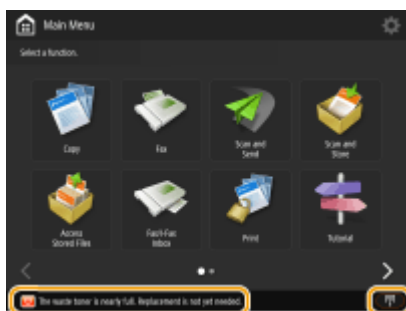 Main Menu
Select a function.
Copy
Fax
Scan and
Send
Scan and
Store
Access
Stored Files
Fax/I-Fax
Inbox
Print
Tutorial
The waste toner is nearly full. Replacement is not yet needed.